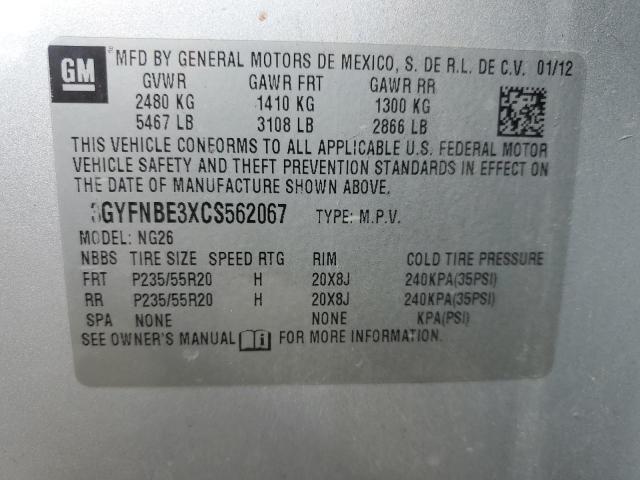 GM
MFD BY GENERAL MOTORS DE MEXICO, S. DE R.L. DE C.V. 01/12
GVWR GAWR FRT GAWR RR
2480 KG 1410 KG 1300 KG
5467 LB 3108 LB 2866 LB
THIS VEHICLE CONFORMS TO ALL APPLICABLE U.S. FEDERAL MOTOR
VEHICLE SAFETY AND THEFT PREVENTION STANDARDS IN EFFECT ON
THE DATE OF MANUFACTURE SHOWN ABOVE.
3GYFNBE3XCS562067 TYPE: M.P.V.
MODEL: NG26
NBBS TIRE SIZE SPEED RTG RIM COLD TIRE PRESSURE
FRT P235/55R20 H 20X8J 240KPA(35PSI)
RR P235/55R20 H 20X8J 240KPA(35PSI)
SPA NONE NONE KPA(PSI)
SEE OWNER'S MANUAL i FOR MORE INFORMATION.